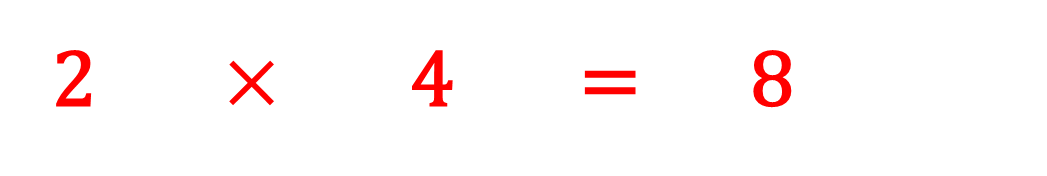 2 × 4 = 8